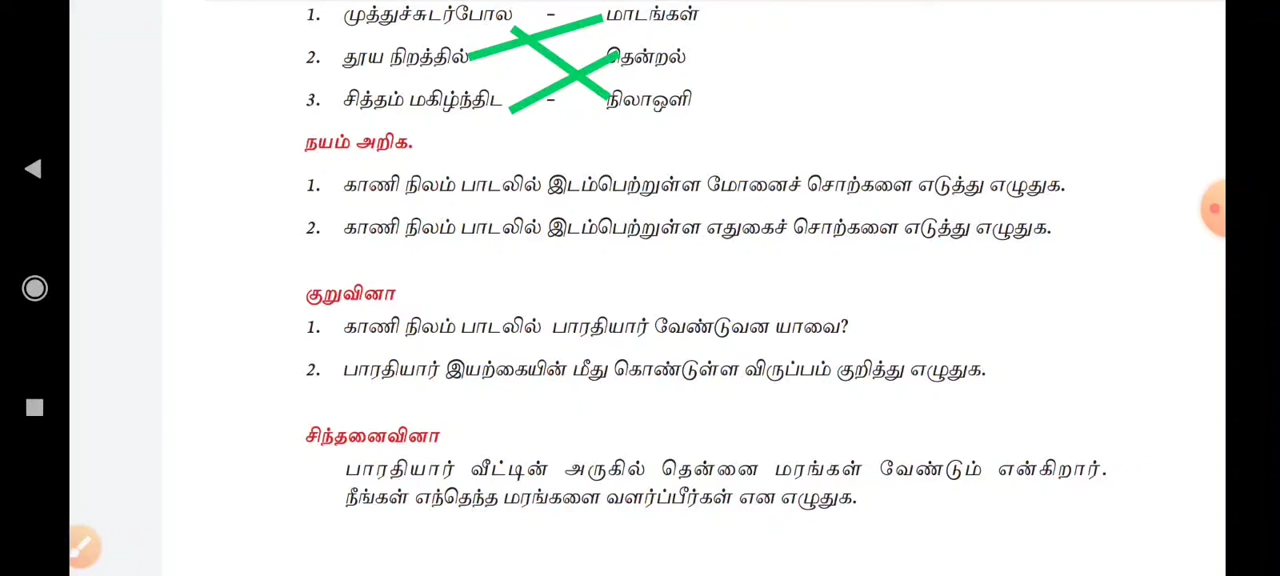 1. முத்துச்சுடர்போல - மாடங்கள்
2. தூய நிறத்தில் தென்றல்
3. சித்தம் மகிழ்ந்திட - நிலாஒளி
நயம் அறிக.
1. காணி நிலம் பாடலில் இடம்பெற்றுள்ள மோனைச் சொற்களை எடுத்து எழுதுக.
2. காணி நிலம் பாடலில் இடம்பெற்றுள்ள எதுகைச் சொற்களை எடுத்து எழுதுக.
குறுவினா
1. காணி நிலம் பாடலில் பாரதியார் வேண்டுவன யாவை?
2. பாரதியார் இயற்கையின் மீது கொண்டுள்ள விருப்பம் குறித்து எழுதுக.
சிந்தனைவினா
பாரதியார் வீட்டின் அருகில் தென்னை மரங்கள் வேண்டும் என்கிறார்.
நீங்கள் எந்தெந்த மரங்களை வளர்ப்பீர்கள் என எழுதுக.